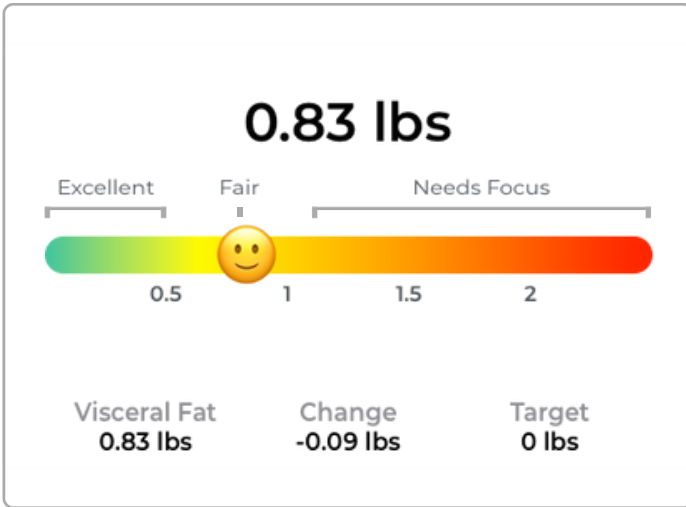 0.83 lbs
Excellent Fair Needs Focus
0.5 1 1.5 2
Visceral Fat Change Target
0.83 lbs -0.09 lbs 0 lbs